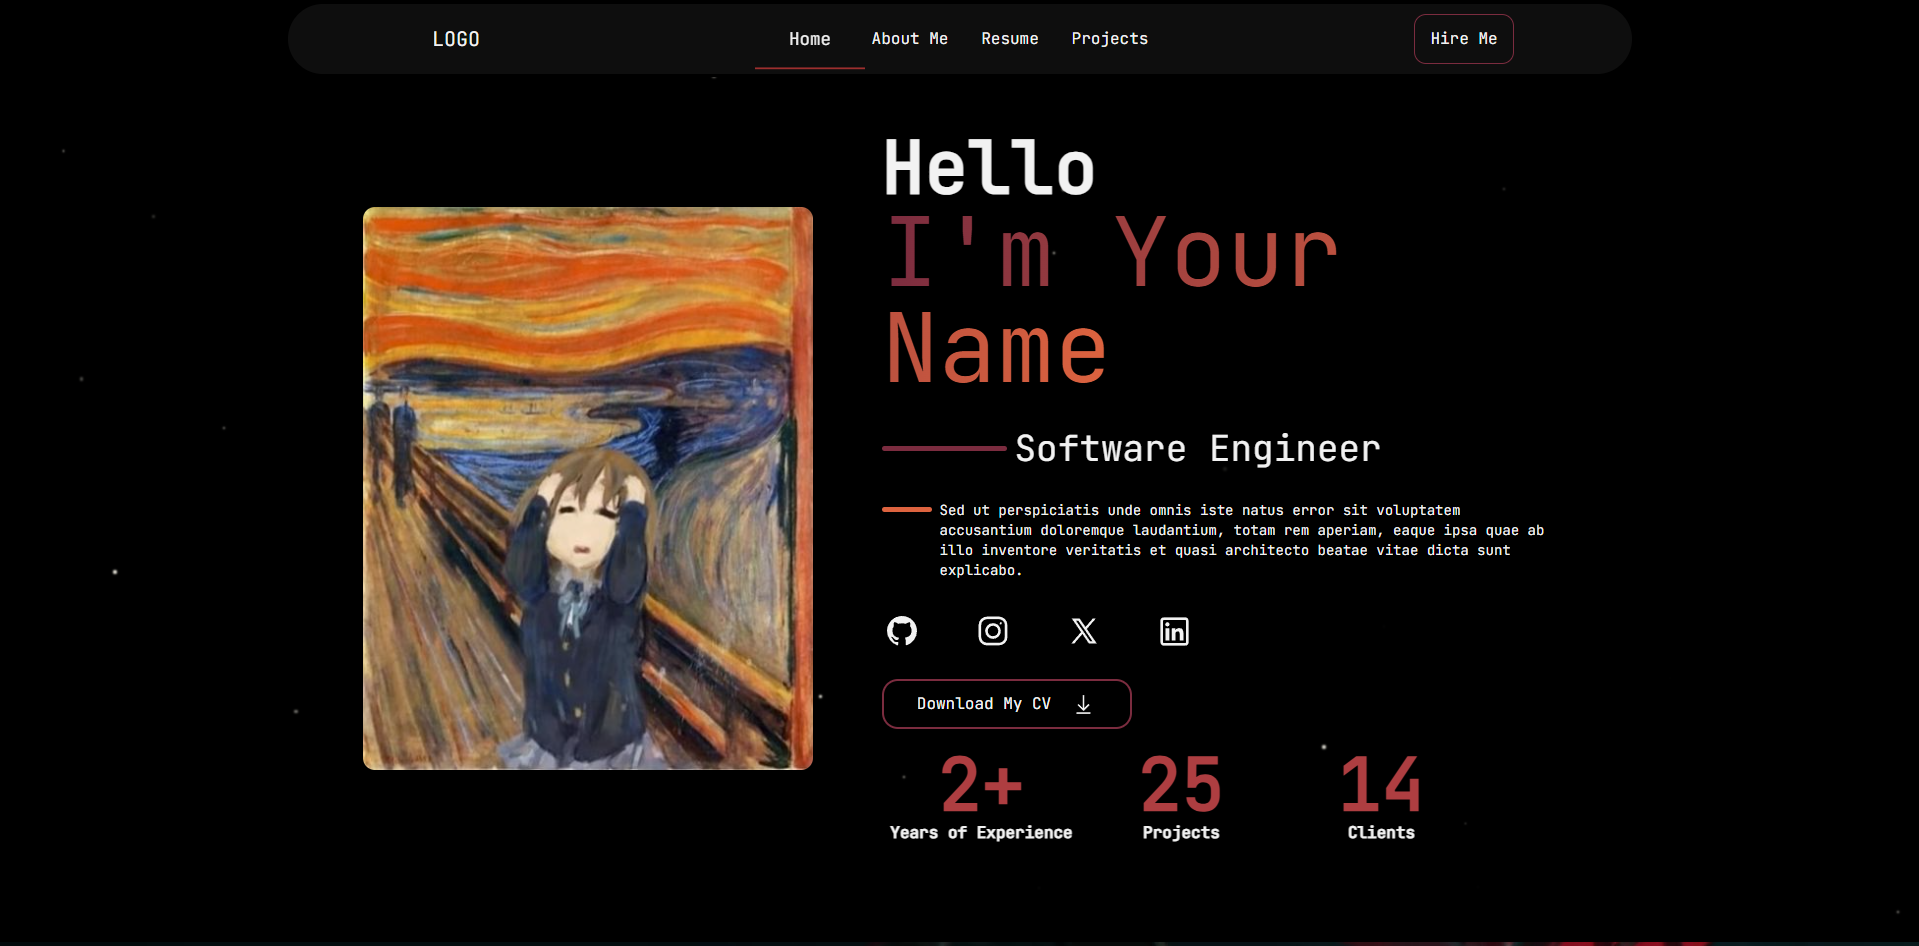 LOGO
Home
About Me
Resume
Projects
Hire Me
Hello
I'm Your
Name
Software Engineer
Sed ut perspiciatis unde omnis iste natus error sit voluptatem
accusantium doloremque laudantium, totam rem aperiam, eaque ipsa quae ab
illo inventore veritatis et quasi architecto beatae vitae dicta sunt
explicabo.
Download My CV
2+
Years of Experience
25
Projects
14
Clients